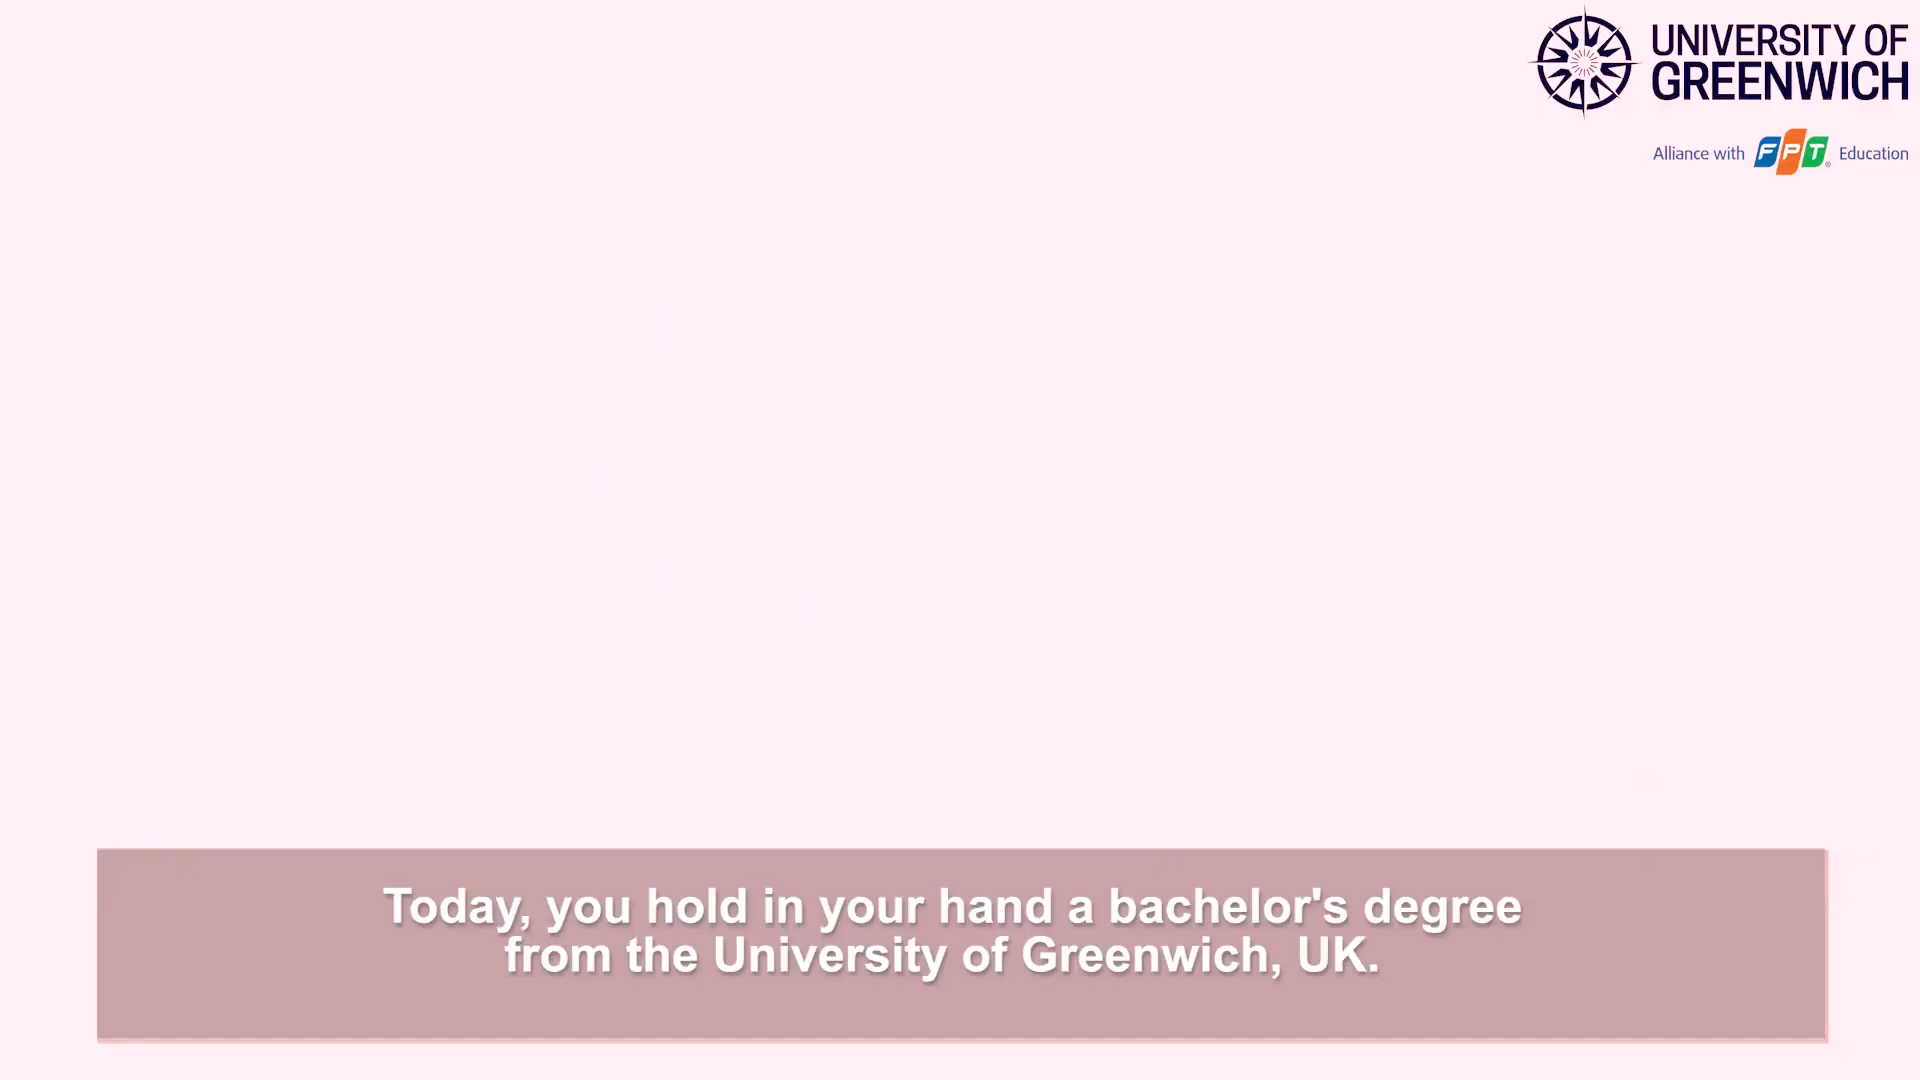 UNIVERSITY OF
GREENWICH
Alliance with FPT Education
Today, you hold in your hand a bachelor's degree
from the University of Greenwich, UK.